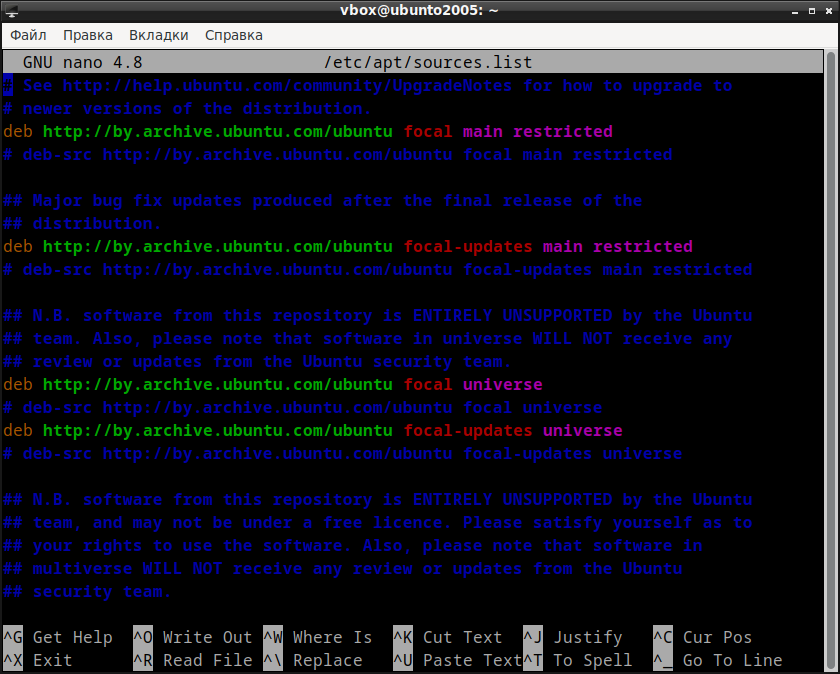 vbox@ubunto2005: ~
Файл Правка Вкладки Справка
GNU nano 4.8 /etc/apt/sources.list
# See http://help.ubuntu.com/community/UpgradeNotes for how to upgrade to
# newer versions of the distribution.
deb http://by.archive.ubuntu.com/ubuntu focal main restricted
# deb-src http://by.archive.ubuntu.com/ubuntu focal main restricted

## Major bug fix updates produced after the final release of the
## distribution.
deb http://by.archive.ubuntu.com/ubuntu focal-updates main restricted
# deb-src http://by.archive.ubuntu.com/ubuntu focal-updates main restricted

## N.B. software from this repository is ENTIRELY UNSUPPORTED by the Ubuntu
## team. Also, please note that software in universe WILL NOT receive any
## review or updates from the Ubuntu security team.
deb http://by.archive.ubuntu.com/ubuntu focal universe
# deb-src http://by.archive.ubuntu.com/ubuntu focal universe
deb http://by.archive.ubuntu.com/ubuntu focal-updates universe
# deb-src http://by.archive.ubuntu.com/ubuntu focal-updates universe

## N.B. software from this repository is ENTIRELY UNSUPPORTED by the Ubuntu
## team, and may not be under a free licence. Please satisfy yourself as to
## your rights to use the software. Also, please note that software in
## multiverse WILL NOT receive any review or updates from the Ubuntu
## security team.

^G Get Help ^O Write Out ^W Where Is ^K Cut Text ^J Justify ^C Cur Pos
^X Exit ^R Read File ^\ Replace ^U Paste Text ^T To Spell ^_ Go To Line